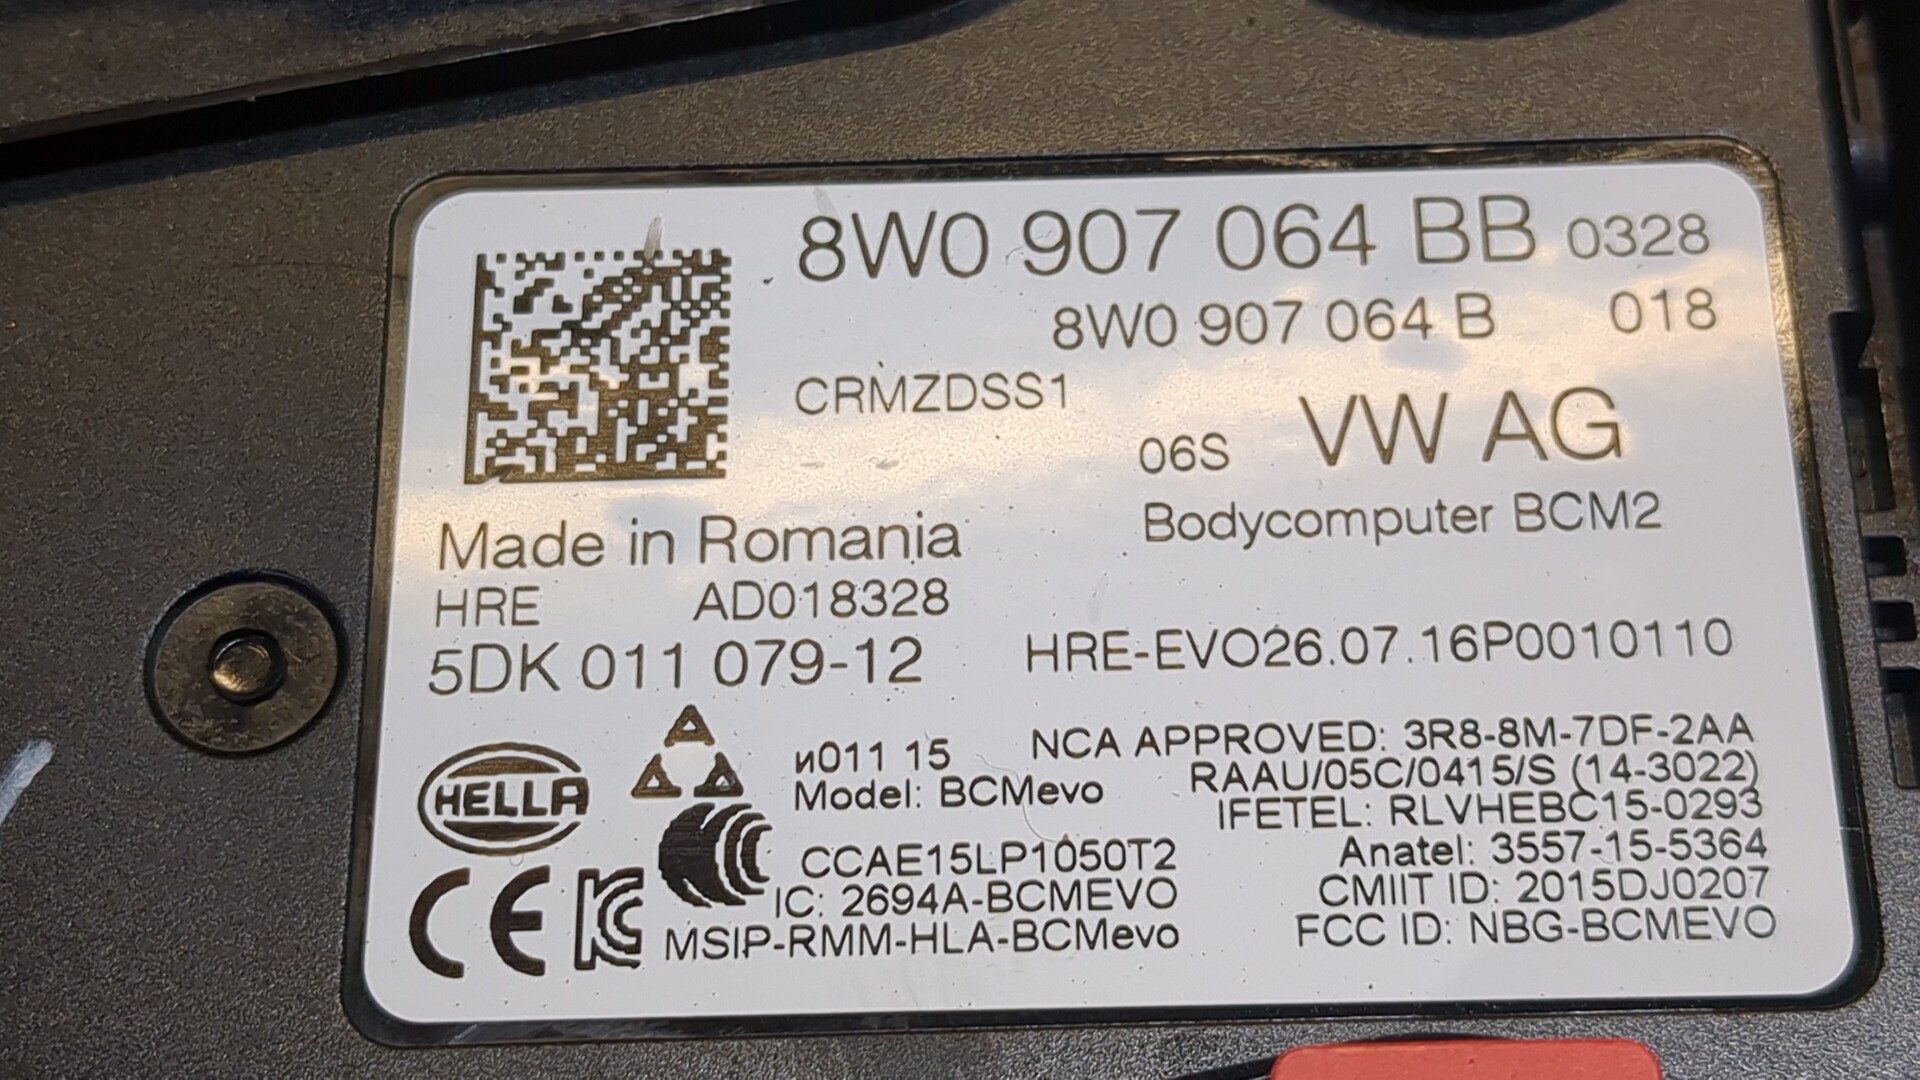 8W0 907 064 BB 0328
8W0 907 064 B 018
CRMZDSS1
06S VW AG
Bodycomputer BCM2
Made in Romania
HRE AD018328
5DK 011 079-12 HRE-EVO26.07.16P0010110
HELLA
и011 15
Model: BCMevo
NCA APPROVED: 3R8-8M-7DF-2AA
RAAU/05C/0415/S (14-3022)
IFETEL: RLVHEBC15-0293
CCAE15LP1050T2
Anatel: 3557-15-5364
IC: 2694A-BCMEVO
CMIIT ID: 2015DJ0207
CE
MSIP-RMM-HLA-BCMevo
FCC ID: NBG-BCMEVO